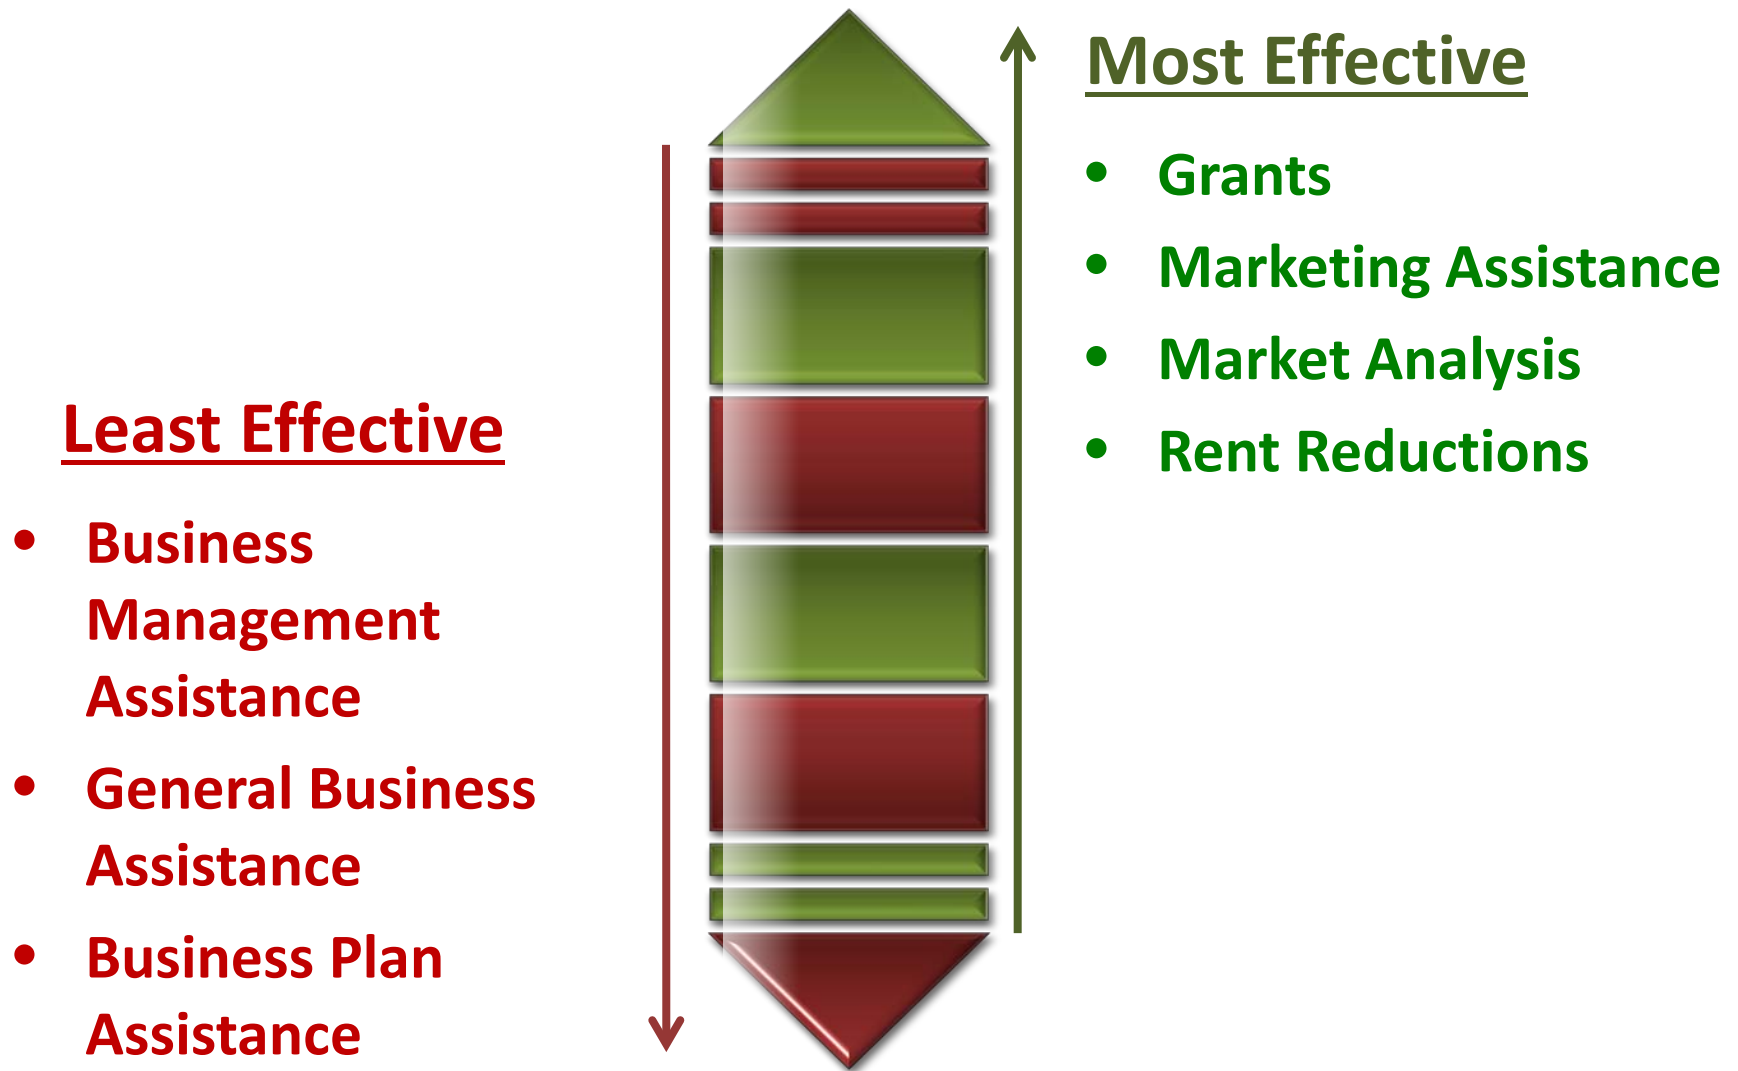 Most Effective
• Grants
• Marketing Assistance
• Market Analysis
• Rent Reductions
Least Effective
• Business
Management
Assistance
• General Business
Assistance
• Business Plan
Assistance